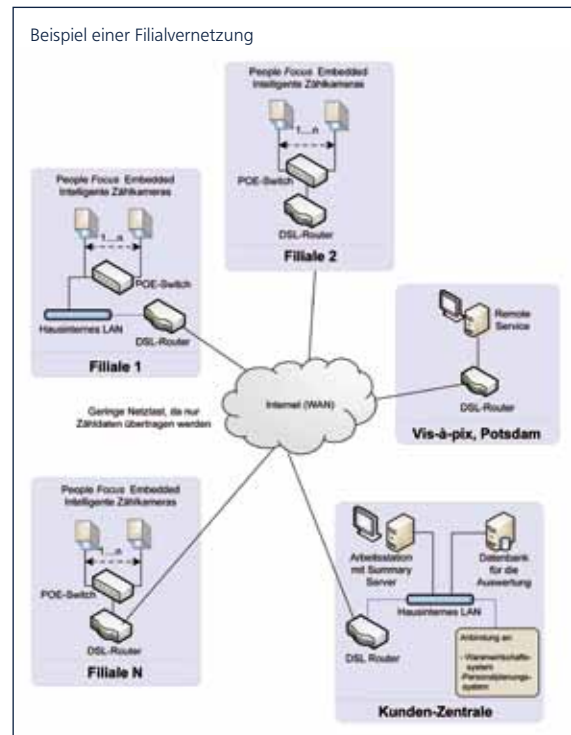 Beispiel einer Filialvernetzung
People Focus Embedded
Intelligente Zählkameras
1....n
POE-Switch
DSL-Router
Filiale 2
People Focus Embedded
Intelligente Zählkameras
1....n
POE-Switch
Hausinternes LAN
DSL-Router
Filiale 1
Remote
Service
DSL-Router
Vis-à-pix, Potsdam
Internet (WAN)
Geringe Netzlast, da nur
Zähldaten übertragen werden
People Focus Embedded
Intelligente Zählkameras
1....n
POE-Switch
DSL-Router
Filiale N
Arbeitsstation
mit Summary
Server
Datenbank
für die
Auswertung
Hausinternes LAN
DSL Router
Anbindung an:
- Warenwirtschafts-
system
-Personalplanungs-
system
Kunden-Zentrale